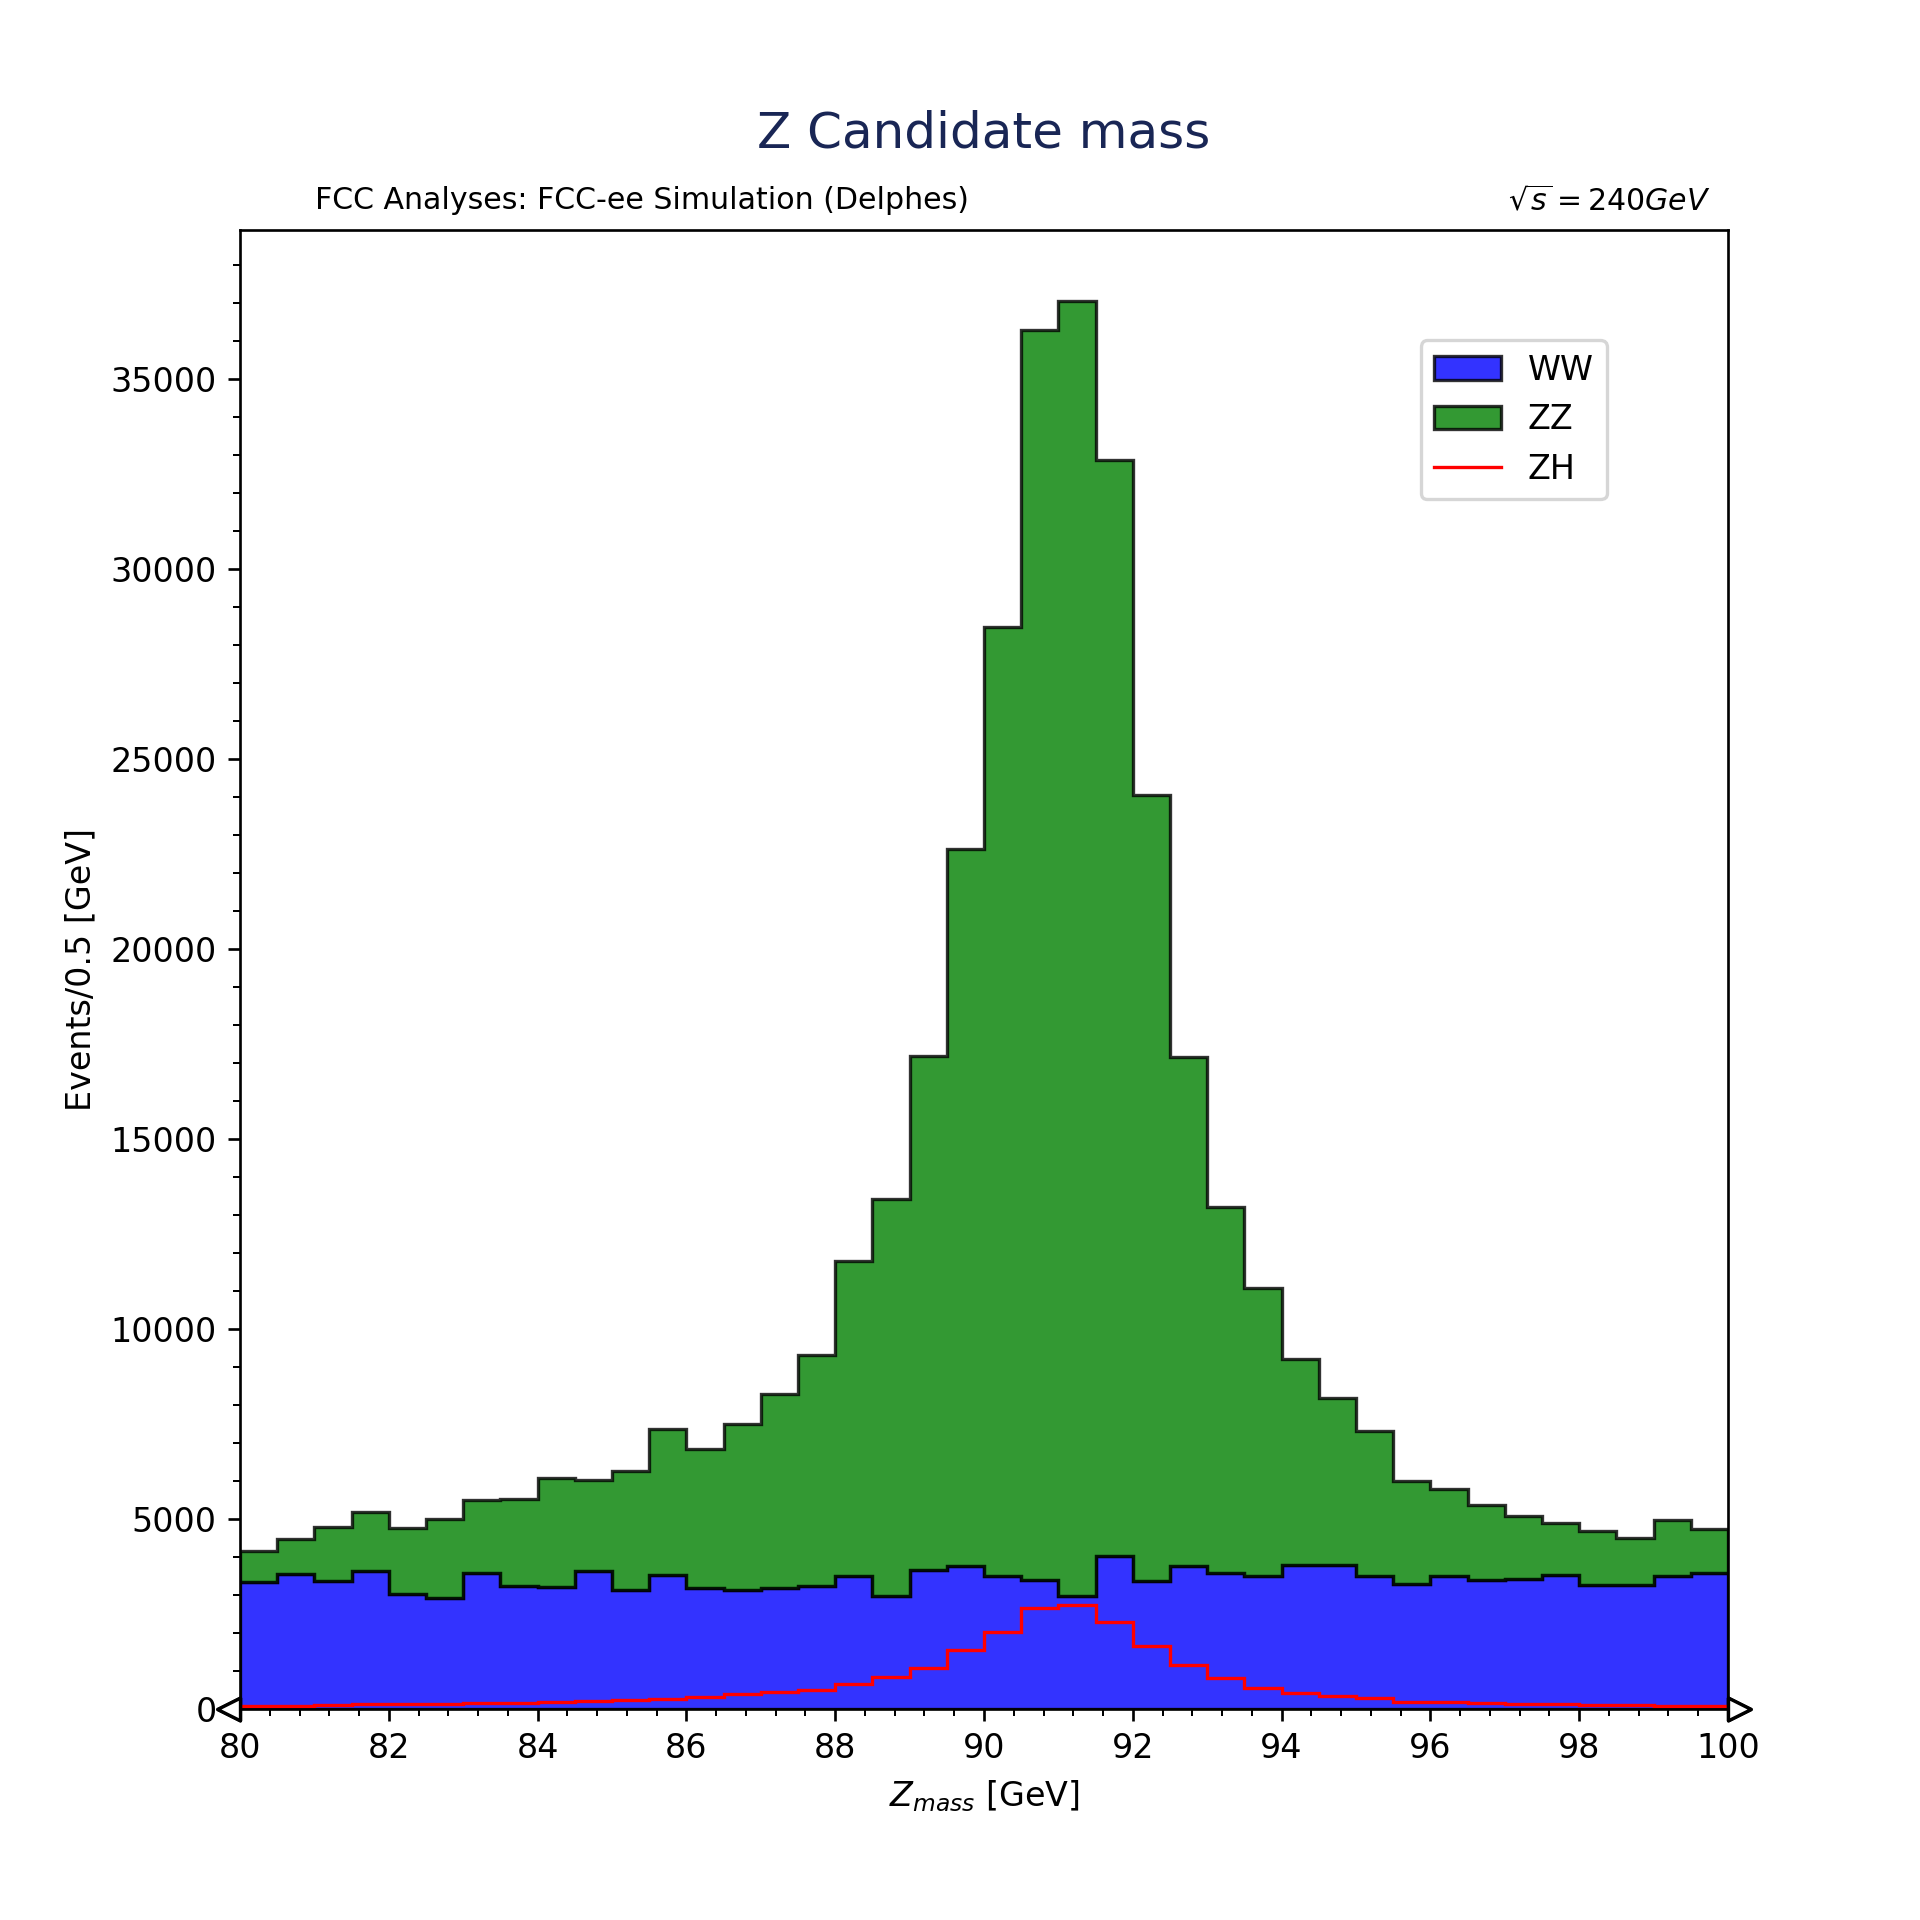 Z Candidate mass
FCC Analyses: FCC-ee Simulation (Delphes)
√s = 240GeV
WW
ZZ
ZH
Events/0.5 [GeV]
35000
30000
25000
20000
15000
10000
5000
0
80 82 84 86 88 90 92 94 96 98 100
Z_mass [GeV]